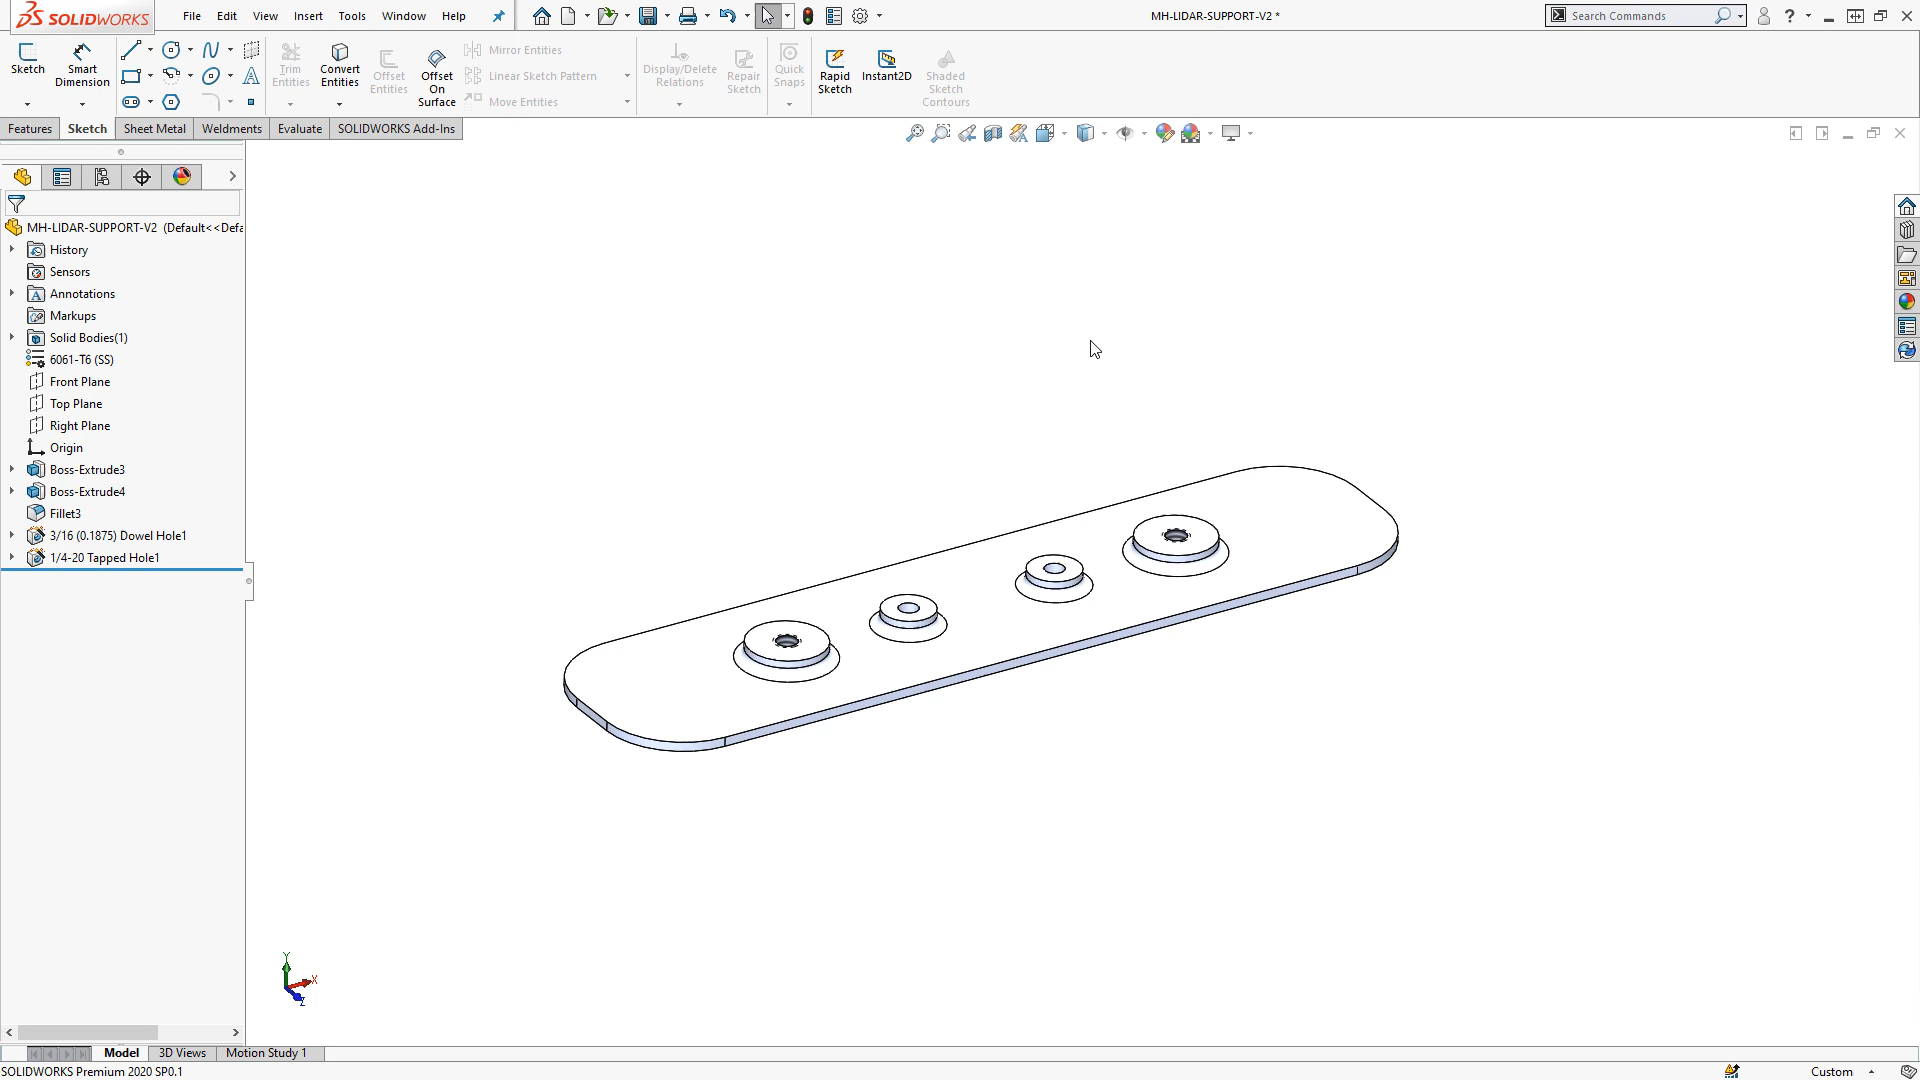 SOLIDWORKS File Edit View Insert Tools Window Help MH-LIDAR-SUPPORT-V2 * Search Commands
Sketch Smart Dimension Trim Entities Convert Entities Offset Entities Offset On Surface Mirror Entities Linear Sketch Pattern Move Entities Display/Delete Relations Repair Sketch Quick Snaps Rapid Sketch Instant2D Shaded Sketch Contours
Features Sketch Sheet Metal Weldments Evaluate SOLIDWORKS Add-Ins
MH-LIDAR-SUPPORT-V2 (Default<<Defa
History
Sensors
Annotations
Markups
Solid Bodies(1)
6061-T6 (SS)
Front Plane
Top Plane
Right Plane
Origin
Boss-Extrude3
Boss-Extrude4
Fillet3
3/16 (0.1875) Dowel Hole1
1/4-20 Tapped Hole1
Y
X
Z
Model 3D Views Motion Study 1
SOLIDWORKS Premium 2020 SP0.1 Custom